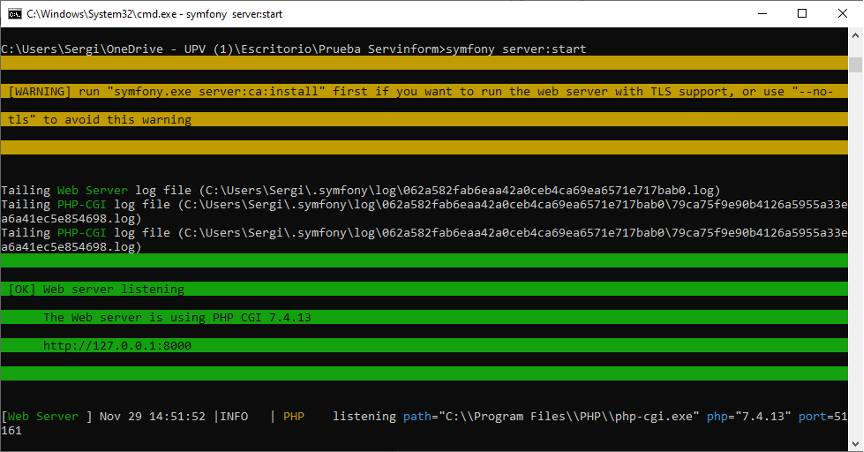 C:\Windows\System32\cmd.exe - symfony  server:start
C:\Users\Sergi\OneDrive - UPV (1)\Escritorio\Prueba Servinform>symfony server:start
[WARNING] run "symfony.exe server:ca:install" first if you want to run the web server with TLS support, or use "--no-
tls" to avoid this warning
Tailing Web Server log file (C:\Users\Sergi\.symfony\log\062a582fab6eaa42a0ceb4ca69ea6571e717bab0.log)
Tailing PHP-CGI log file (C:\Users\Sergi\.symfony\log\062a582fab6eaa42a0ceb4ca69ea6571e717bab0\79ca75f9e90b4126a5955a33e
a6a41ec5e854698.log)
Tailing PHP-CGI log file (C:\Users\Sergi\.symfony\log\062a582fab6eaa42a0ceb4ca69ea6571e717bab0\79ca75f9e90b4126a5955a33e
a6a41ec5e854698.log)
[OK] Web server listening
The Web server is using PHP CGI 7.4.13
http://127.0.0.1:8000
[Web Server ] Nov 29 14:51:52 |INFO   | PHP    listening path="C:\\Program Files\\PHP\\php-cgi.exe" php="7.4.13" port=51
161